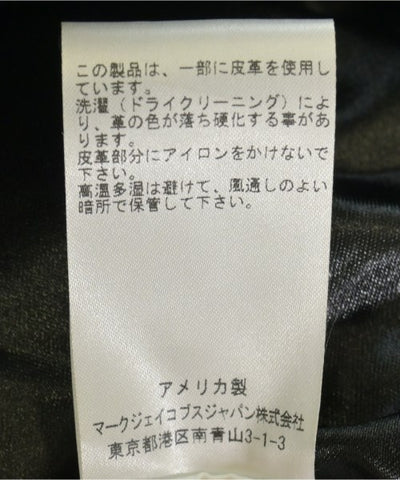 この製品は、一部に皮革を使用し
ています。
洗濯（ドライクリーニング）によ
り、革の色が落ち硬化する事があ
ります。
皮革部分にアイロンをかけないで
下さい。
高温多湿は避けて、風通しのよい
暗所で保管して下さい。
アメリカ製
マークジェイコブスジャパン株式会社
東京都港区南青山3-1-3